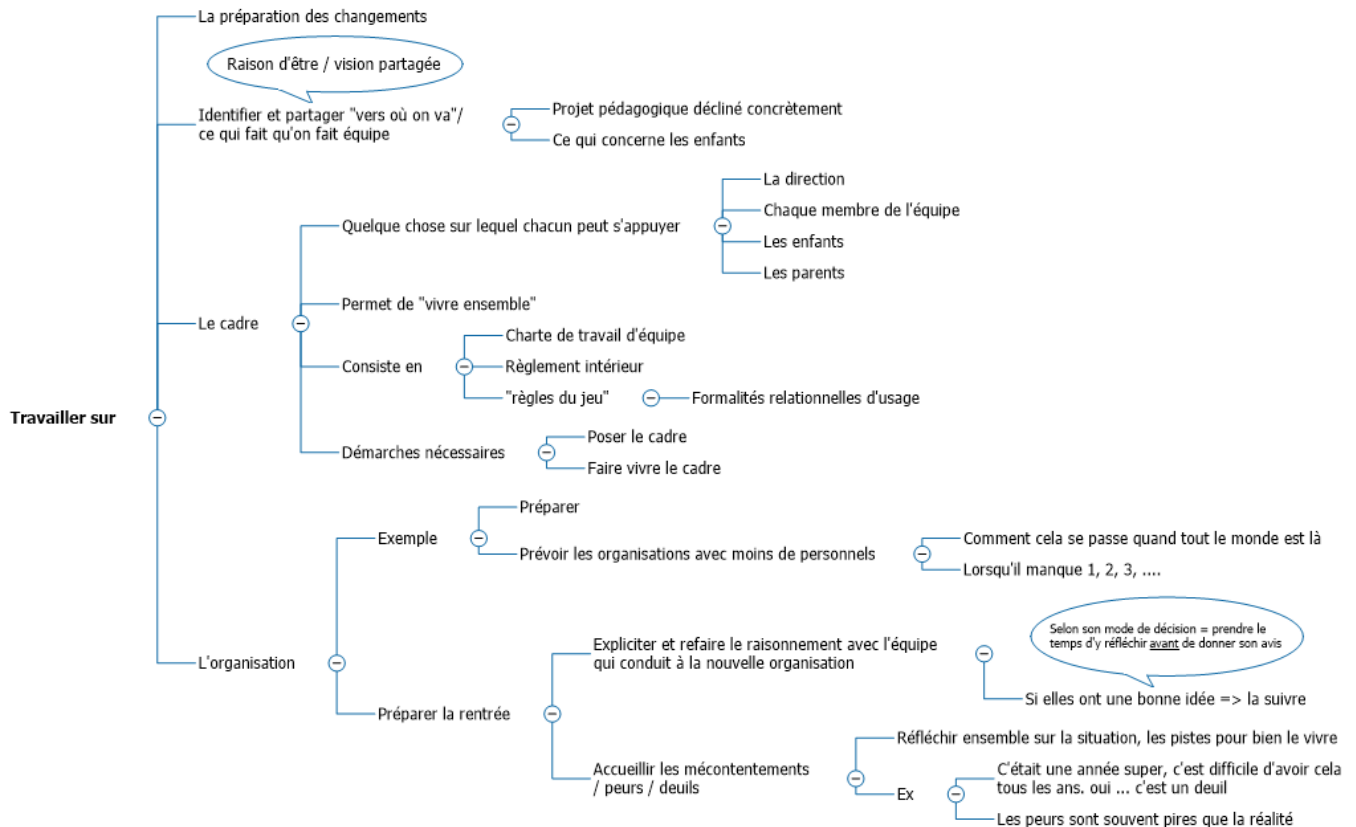 La préparation des changements
Raison d'être / vision partagée
Identifier et partager "vers où on va"/
ce qui fait qu'on fait équipe
Projet pédagogique décliné concrètement
Ce qui concerne les enfants
La direction
Quelque chose sur lequel chacun peut s'appuyer
Chaque membre de l'équipe
Les enfants
Les parents
Le cadre
Permet de "vivre ensemble"
Consiste en
Charte de travail d'équipe
Règlement intérieur
"règles du jeu"
Formalités relationnelles d'usage
Démarches nécessaires
Poser le cadre
Faire vivre le cadre
Travailler sur
L'organisation
Exemple
Préparer
Prévoir les organisations avec moins de personnels
Comment cela se passe quand tout le monde est là
Lorsqu'il manque 1, 2, 3, ....
Préparer la rentrée
Expliciter et refaire le raisonnement avec l'équipe
qui conduit à la nouvelle organisation
Selon son mode de décision = prendre le
temps d'y réfléchir avant de donner son avis
Si elles ont une bonne idée => la suivre
Accueillir les mécontentements
/ peurs / deuils
Réfléchir ensemble sur la situation, les pistes pour bien le vivre
Ex
C'était une année super, c'est difficile d'avoir cela
tous les ans. oui ... c'est un deuil
Les peurs sont souvent pires que la réalité